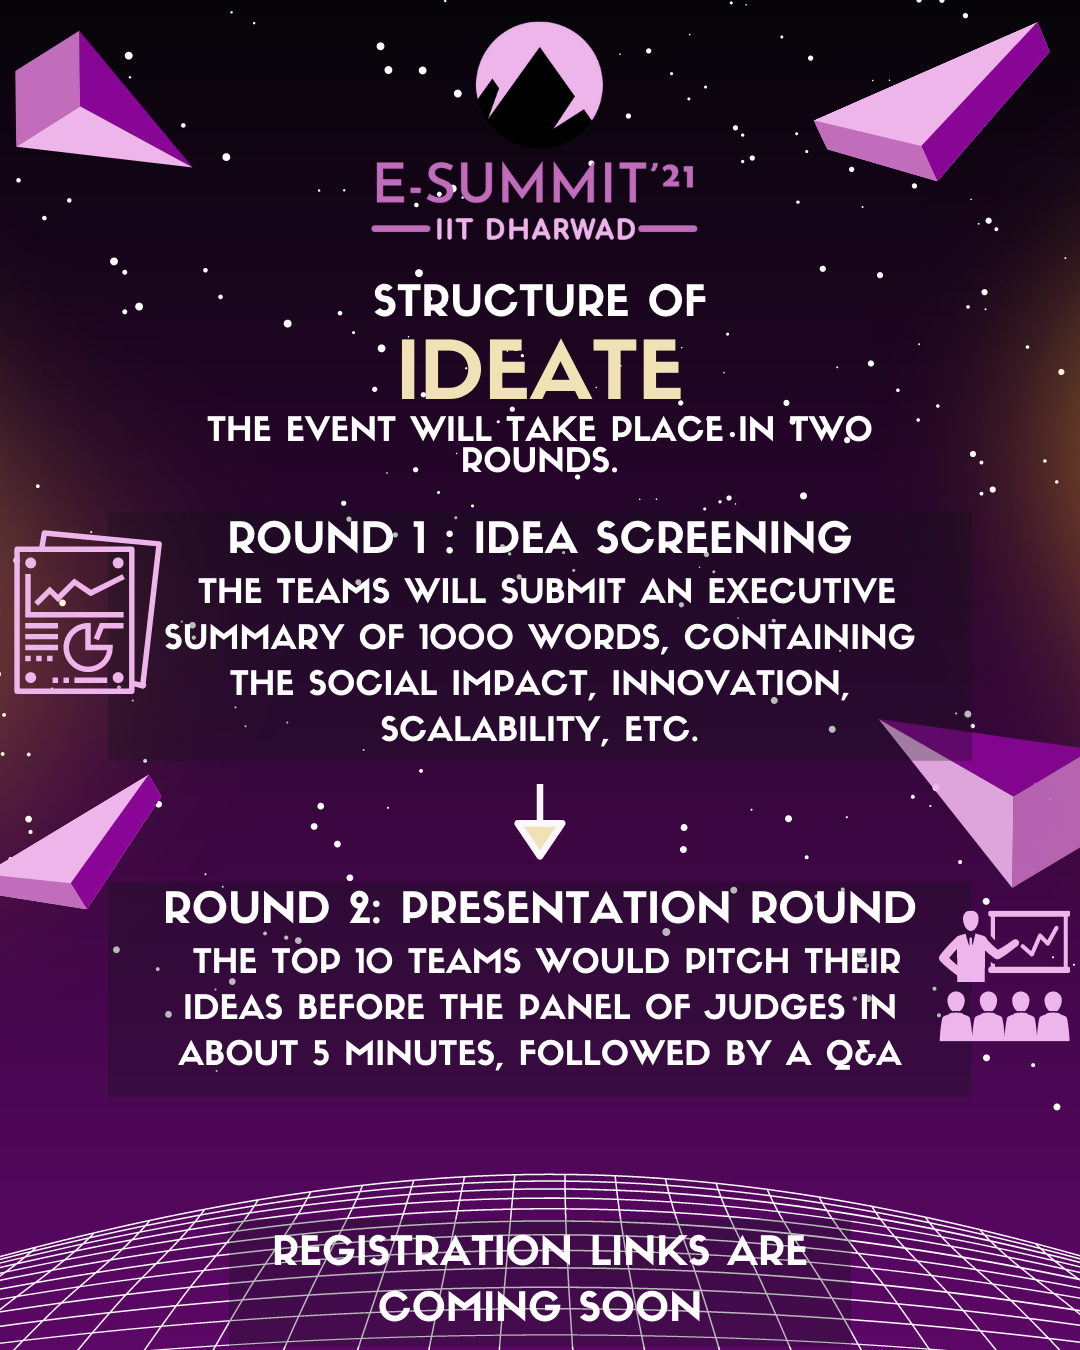 E-SUMMIT'21
IIT DHARWAD
STRUCTURE OF
IDEATE
THE EVENT WILL TAKE PLACE IN TWO
ROUNDS.
ROUND 1 : IDEA SCREENING
THE TEAMS WILL SUBMIT AN EXECUTIVE
SUMMARY OF 1000 WORDS, CONTAINING
THE SOCIAL IMPACT, INNOVATION,
SCALABILITY, ETC.
ROUND 2: PRESENTATION ROUND
THE TOP 10 TEAMS WOULD PITCH THEIR
IDEAS BEFORE THE PANEL OF JUDGES IN
ABOUT 5 MINUTES, FOLLOWED BY A Q&A
REGISTRATION LINKS ARE
COMING SOON